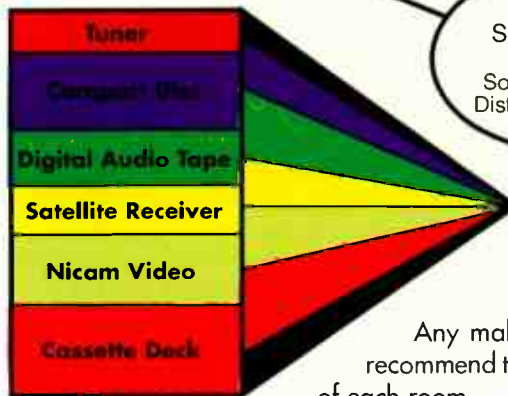 Tuner
Compact Disc
Digital Audio Tape
Satellite Receiver
Nicam Video
Cassette Deck
S
So
Dist
Any mal
recommend t
of each room